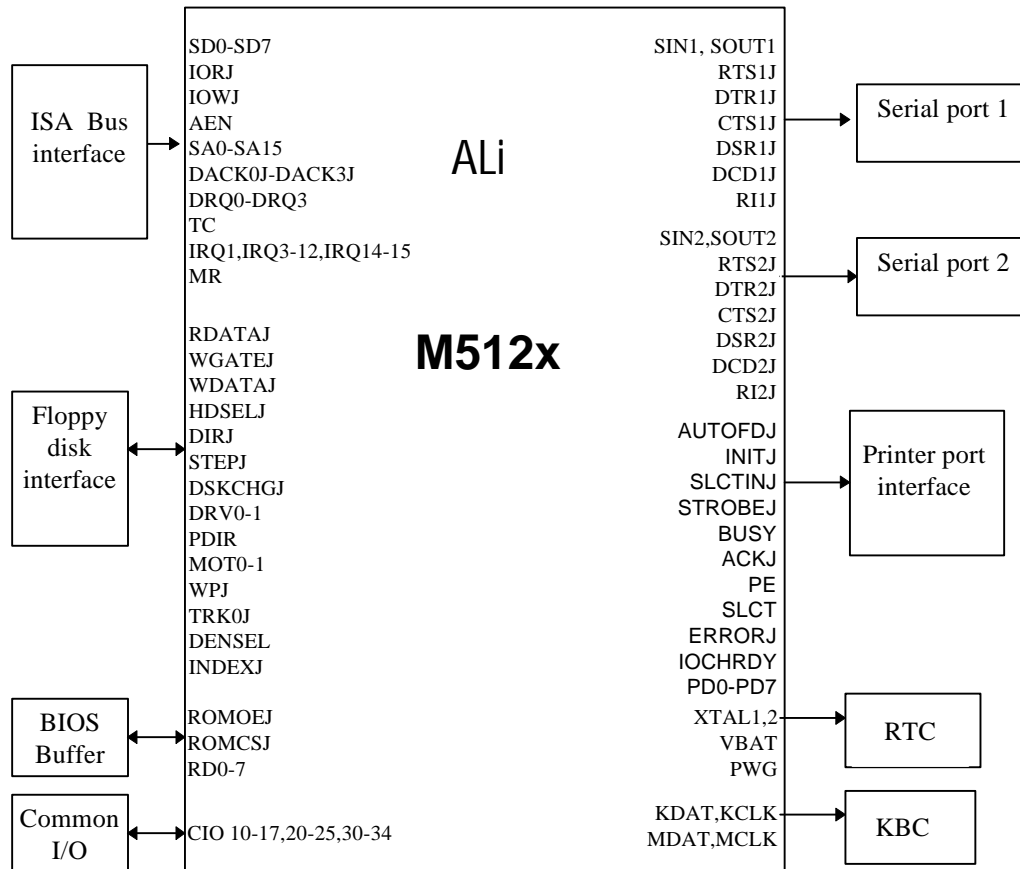 ISA Bus
interface
Floppy
disk
interface
BIOS
Buffer
Common
I/O
SD0-SD7
IORJ
IOWJ
AEN
SA0-SA15
DACK0J-DACK3J
DRQ0-DRQ3
TC
IRQ1,IRQ3-12,IRQ14-15
MR
RDATAJ
WGATEJ
WDATAJ
HDSELJ
DIRJ
STEPJ
DSKCHGJ
DRV0-1
PDIR
MOT0-1
WPJ
TRK0J
DENSEL
INDEXJ
ROMOEJ
ROMCSJ
RD0-7
CIO 10-17,20-25,30-34
ALi
M512x
SIN1, SOUT1
RTS1J
DTR1J
CTS1J
DSR1J
DCD1J
RI1J
SIN2,SOUT2
RTS2J
DTR2J
CTS2J
DSR2J
DCD2J
RI2J
AUTOFDJ
INITJ
SLCTINJ
STROBEJ
BUSY
ACKJ
PE
SLCT
ERRORJ
IOCHRDY
PD0-PD7
XTAL1,2
VBAT
PWG
KDAT,KCLK
MDAT,MCLK
Serial port 1
Serial port 2
Printer port
interface
RTC
KBC